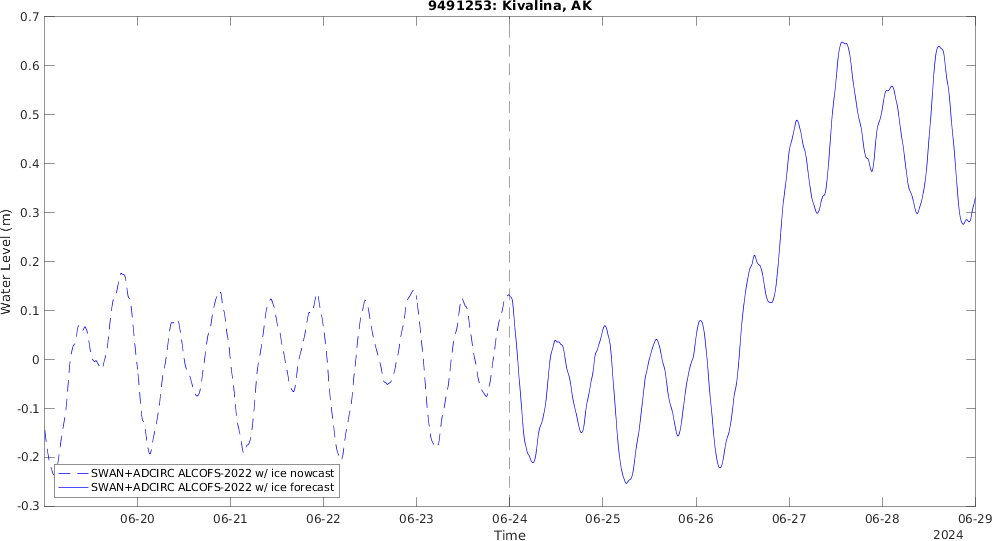 9491253: Kivalina, AK
Water Level (m)
0.7
0.6
0.5
0.4
0.3
0.2
0.1
0
-0.1
-0.2
-0.3
SWAN+ADCIRC ALCOFS-2022 w/ ice nowcast
SWAN+ADCIRC ALCOFS-2022 w/ ice forecast
06-20 06-21 06-22 06-23 06-24 06-25 06-26 06-27 06-28 06-29
Time
2024